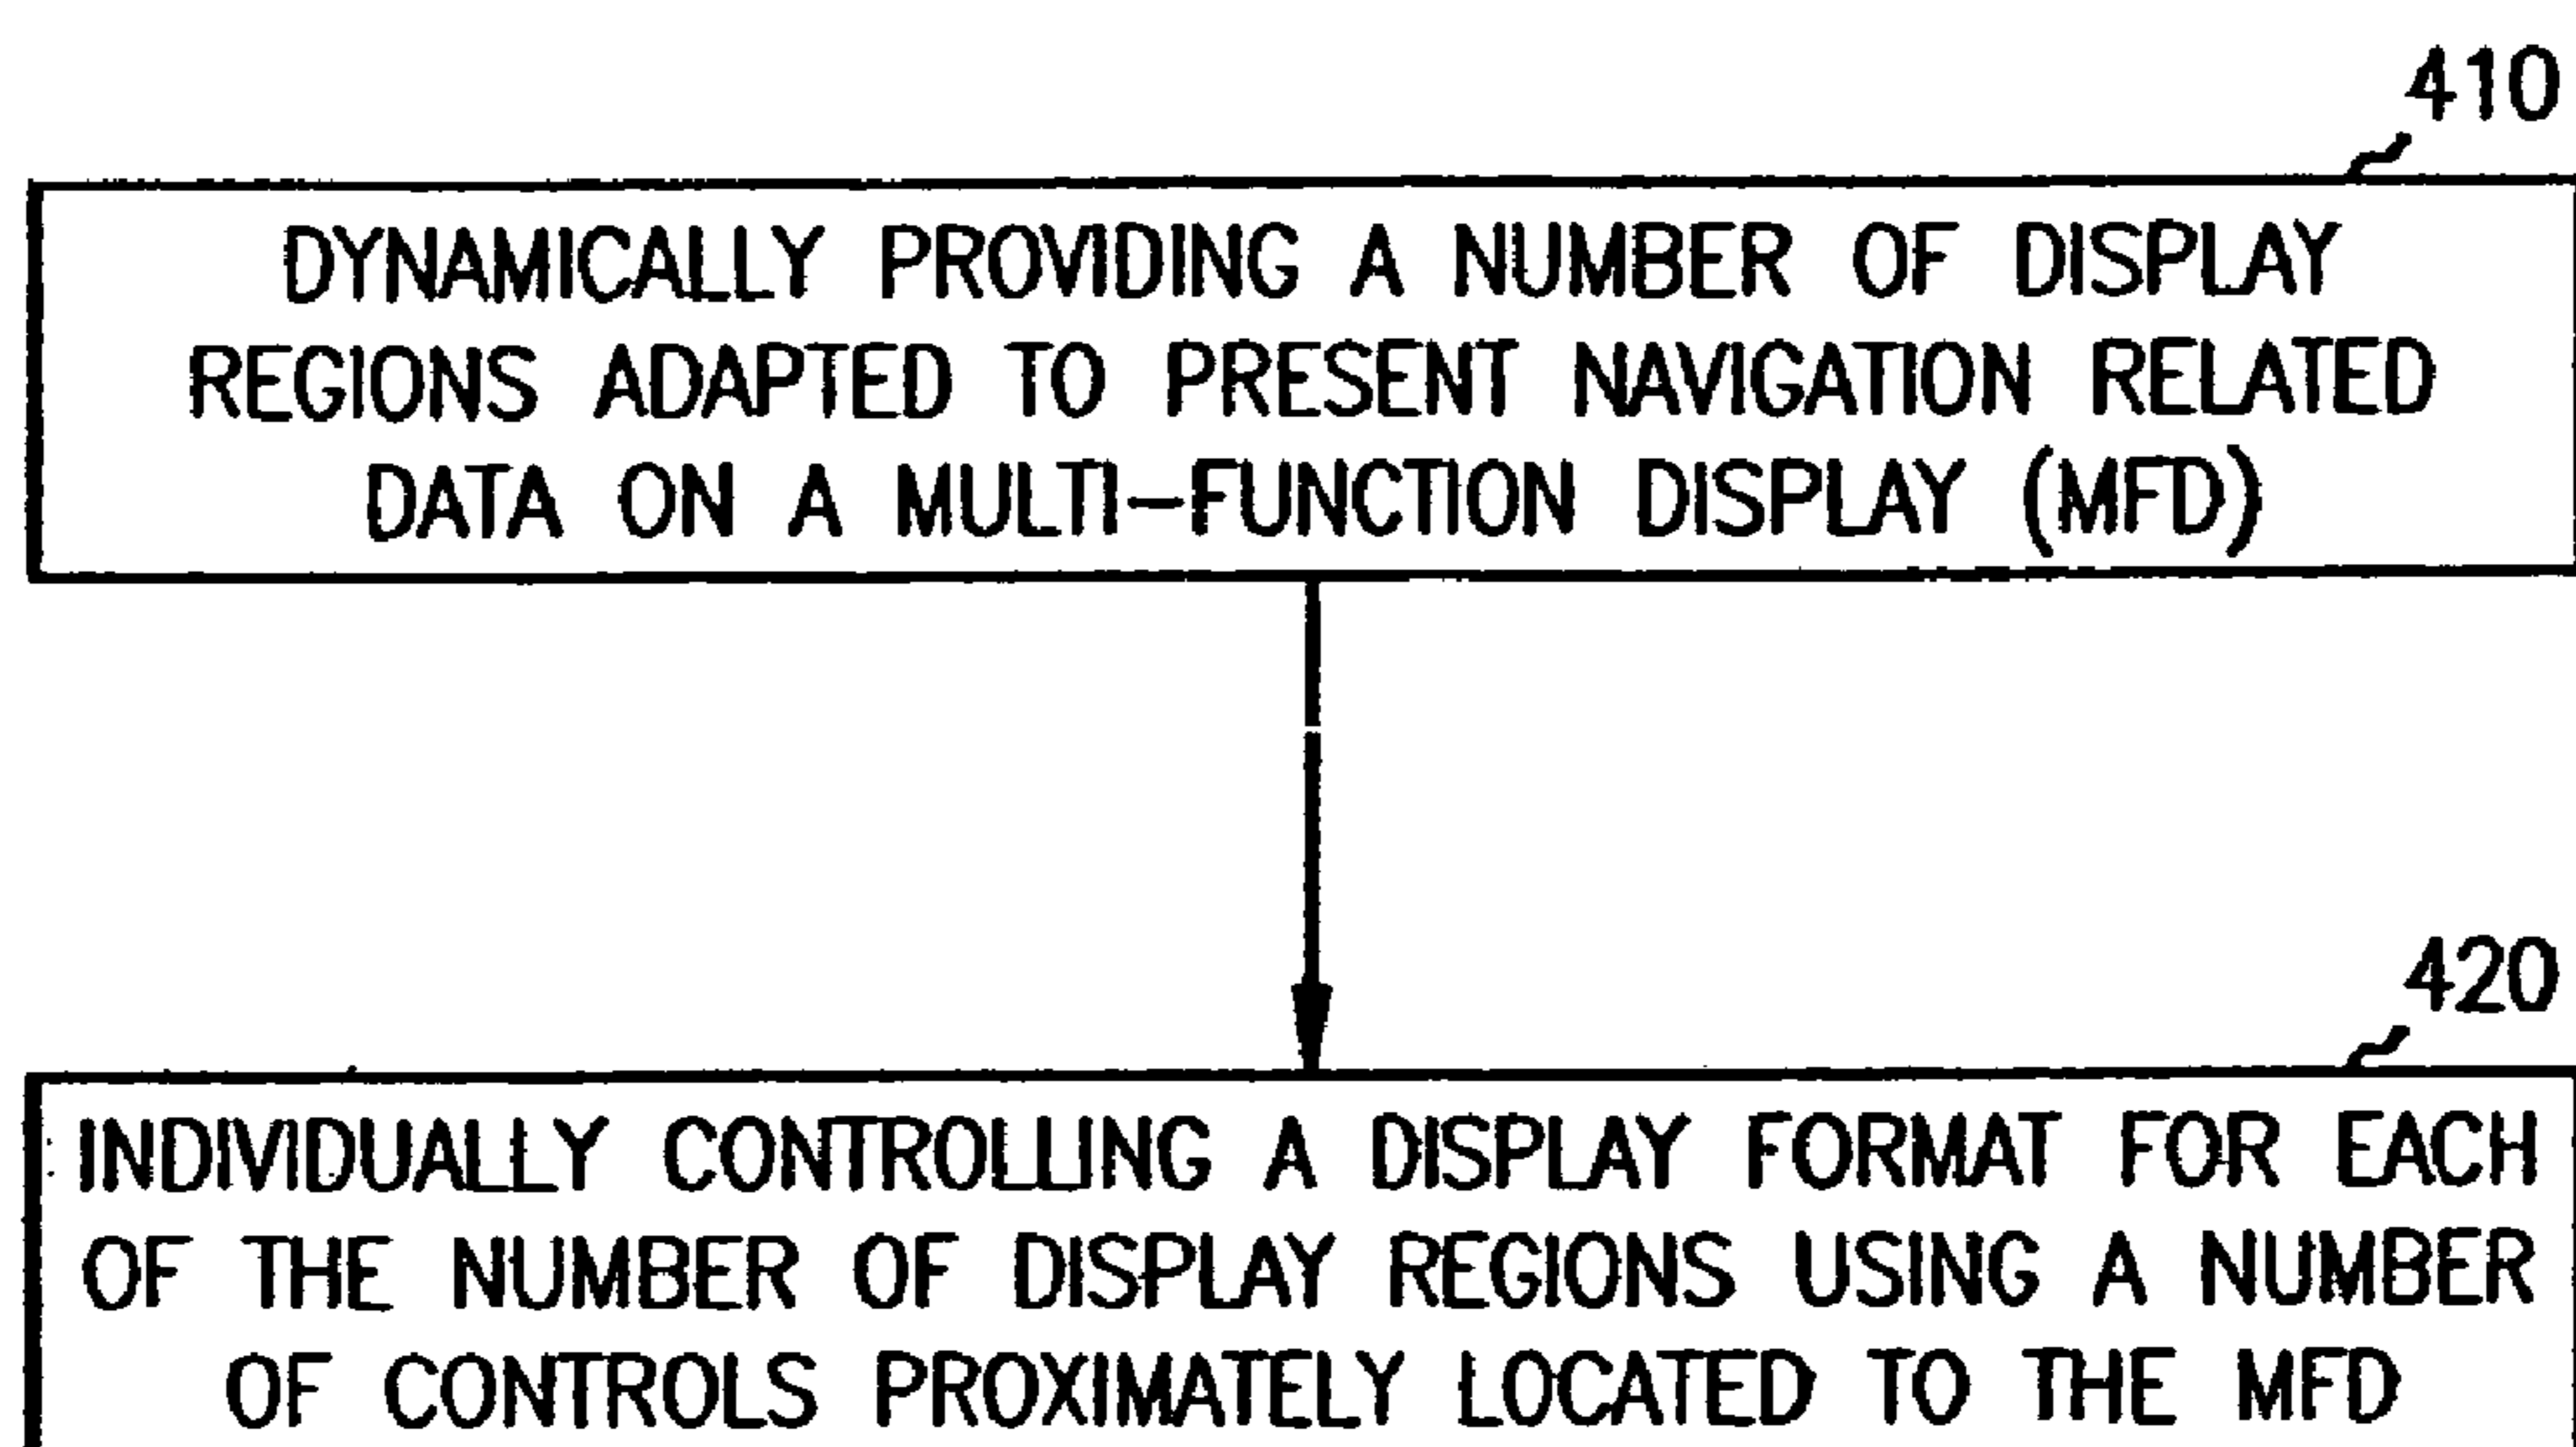 410
DYNAMICALLY PROVIDING A NUMBER OF DISPLAY
REGIONS ADAPTED TO PRESENT NAVIGATION RELATED
DATA ON A MULTI-FUNCTION DISPLAY (MFD)
420
INDIVIDUALLY CONTROLLING A DISPLAY FORMAT FOR EACH
OF THE NUMBER OF DISPLAY REGIONS USING A NUMBER
OF CONTROLS PROXIMATELY LOCATED TO THE MFD